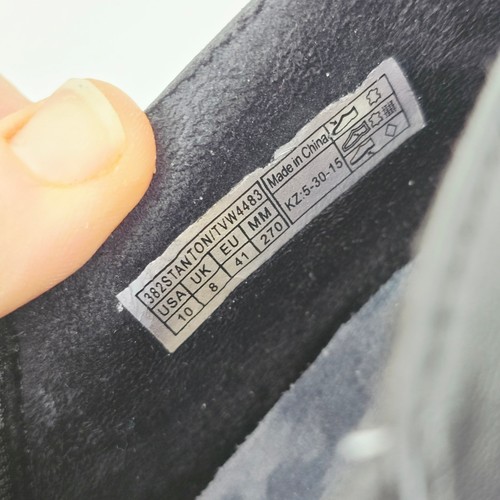 382STANTON/TVW4483
USA UK EU MM
10 8 41 270
Made in China
KZ:5-30-15